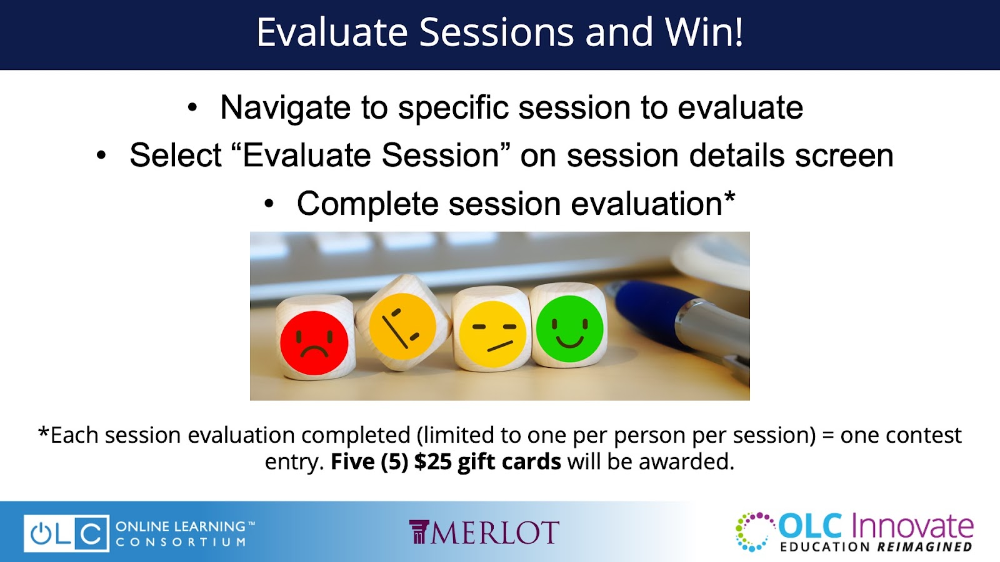 Evaluate Sessions and Win!
• Navigate to specific session to evaluate
• Select “Evaluate Session” on session details screen
• Complete session evaluation*
*Each session evaluation completed (limited to one per person per session) = one contest
entry. Five (5) $25 gift cards will be awarded.
OLC ONLINE LEARNING™
CONSORTIUM
MERLOT
OLC Innovate
EDUCATION REIMAGINED